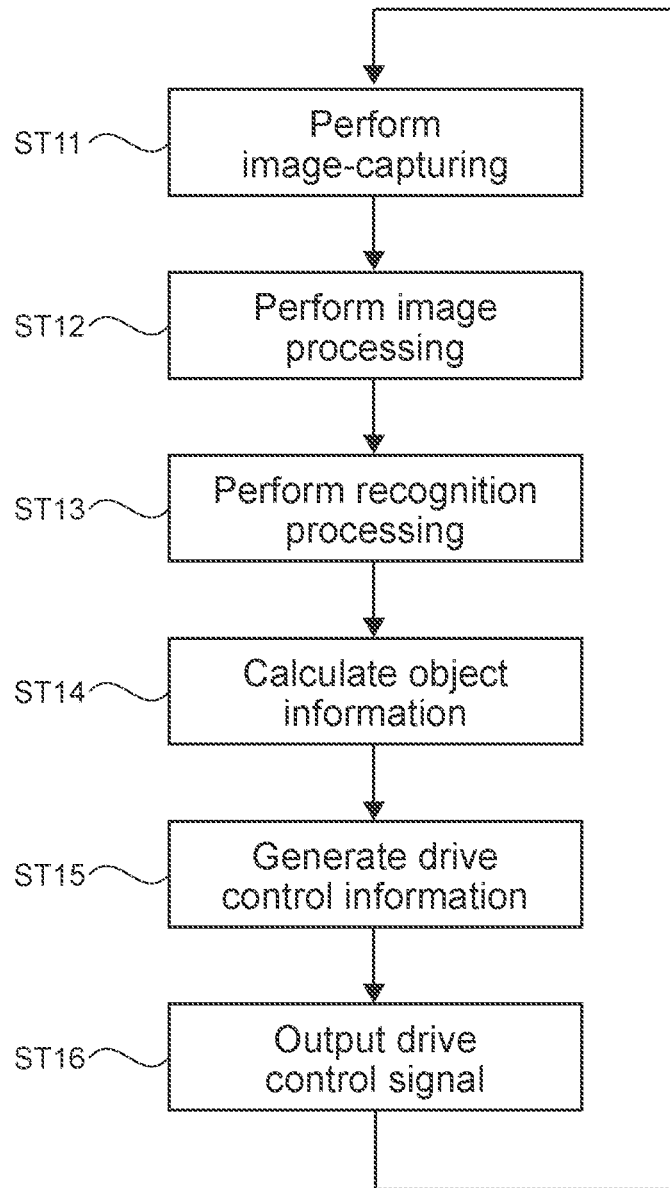 ST11
Perform
image-capturing
ST12
Perform image
processing
ST13
Perform recognition
processing
ST14
Calculate object
information
ST15
Generate drive
control information
ST16
Output drive
control signal